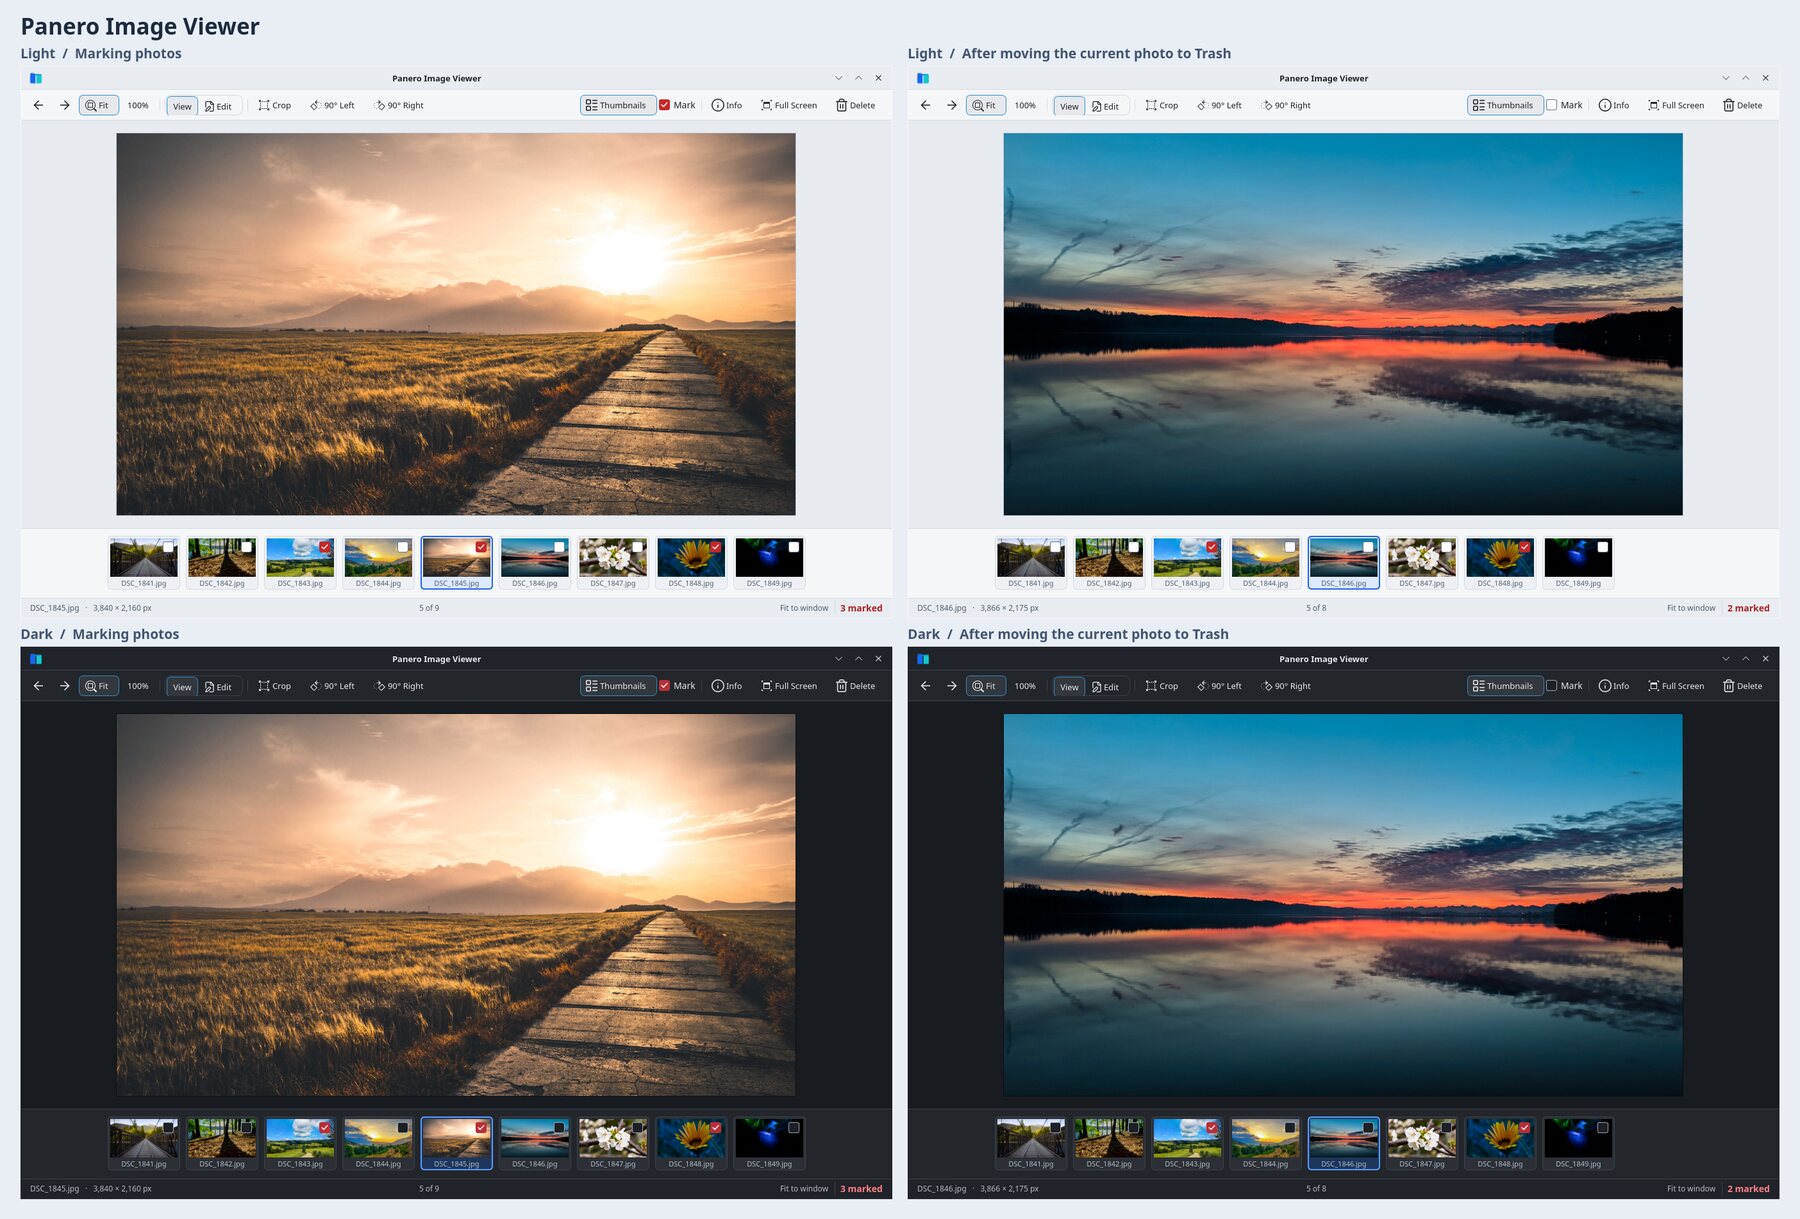 Panero Image Viewer
Light / Marking photos
Panero Image Viewer
Fit 100% View Edit Crop 90° Left 90° Right Thumbnails Mark Info Full Screen Delete
DSC_1841.jpg DSC_1842.jpg DSC_1843.jpg DSC_1844.jpg DSC_1845.jpg DSC_1846.jpg DSC_1847.jpg DSC_1848.jpg DSC_1849.jpg
DSC_1845.jpg · 3,840 × 2,160 px 5 of 9 Fit to window 3 marked
Light / After moving the current photo to Trash
Panero Image Viewer
Fit 100% View Edit Crop 90° Left 90° Right Thumbnails Mark Info Full Screen Delete
DSC_1841.jpg DSC_1842.jpg DSC_1843.jpg DSC_1844.jpg DSC_1846.jpg DSC_1847.jpg DSC_1848.jpg DSC_1849.jpg
DSC_1846.jpg · 3,866 × 2,175 px 5 of 8 Fit to window 2 marked
Dark / Marking photos
Panero Image Viewer
Fit 100% View Edit Crop 90° Left 90° Right Thumbnails Mark Info Full Screen Delete
DSC_1841.jpg DSC_1842.jpg DSC_1843.jpg DSC_1844.jpg DSC_1845.jpg DSC_1846.jpg DSC_1847.jpg DSC_1848.jpg DSC_1849.jpg
DSC_1845.jpg · 3,840 × 2,160 px 5 of 9 Fit to window 3 marked
Dark / After moving the current photo to Trash
Panero Image Viewer
Fit 100% View Edit Crop 90° Left 90° Right Thumbnails Mark Info Full Screen Delete
DSC_1841.jpg DSC_1842.jpg DSC_1843.jpg DSC_1844.jpg DSC_1846.jpg DSC_1847.jpg DSC_1848.jpg DSC_1849.jpg
DSC_1846.jpg · 3,866 × 2,175 px 5 of 8 Fit to window 2 marked